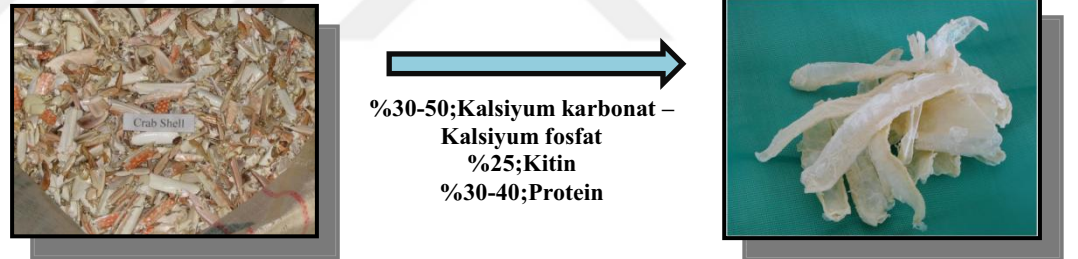 Crab Shell
%30-50;Kalsiyum karbonat –
Kalsiyum fosfat
%25;Kitin
%30-40;Protein